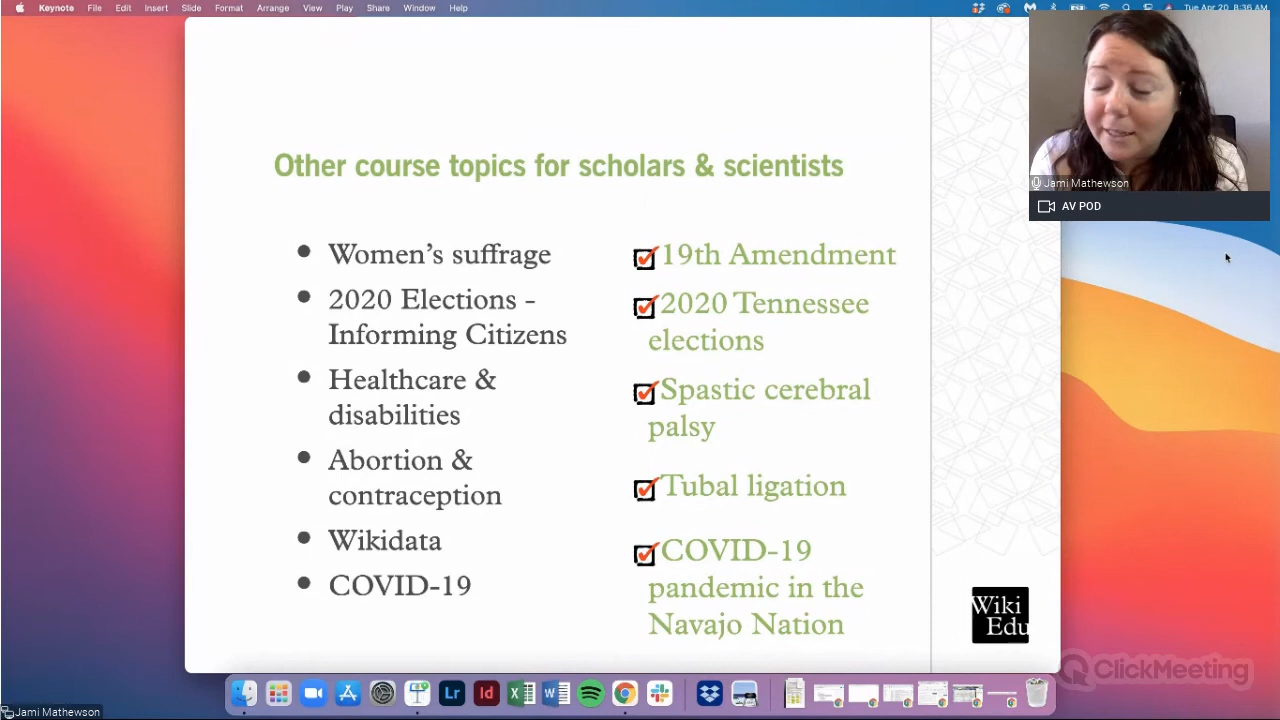 Keynote File Edit Insert Slide Format Arrange View Play Share Window Help Tue Apr 20 8:36 AM
Jami Mathewson
AV POD
Other course topics for scholars & scientists
Women’s suffrage
2020 Elections -
Informing Citizens
Healthcare &
disabilities
Abortion &
contraception
Wikidata
COVID-19
19th Amendment
2020 Tennessee
elections
Spastic cerebral
palsy
Tubal ligation
COVID-19
pandemic in the
Navajo Nation
Wiki
Edu
ClickMeeting
Lr Id
Jami Mathewson